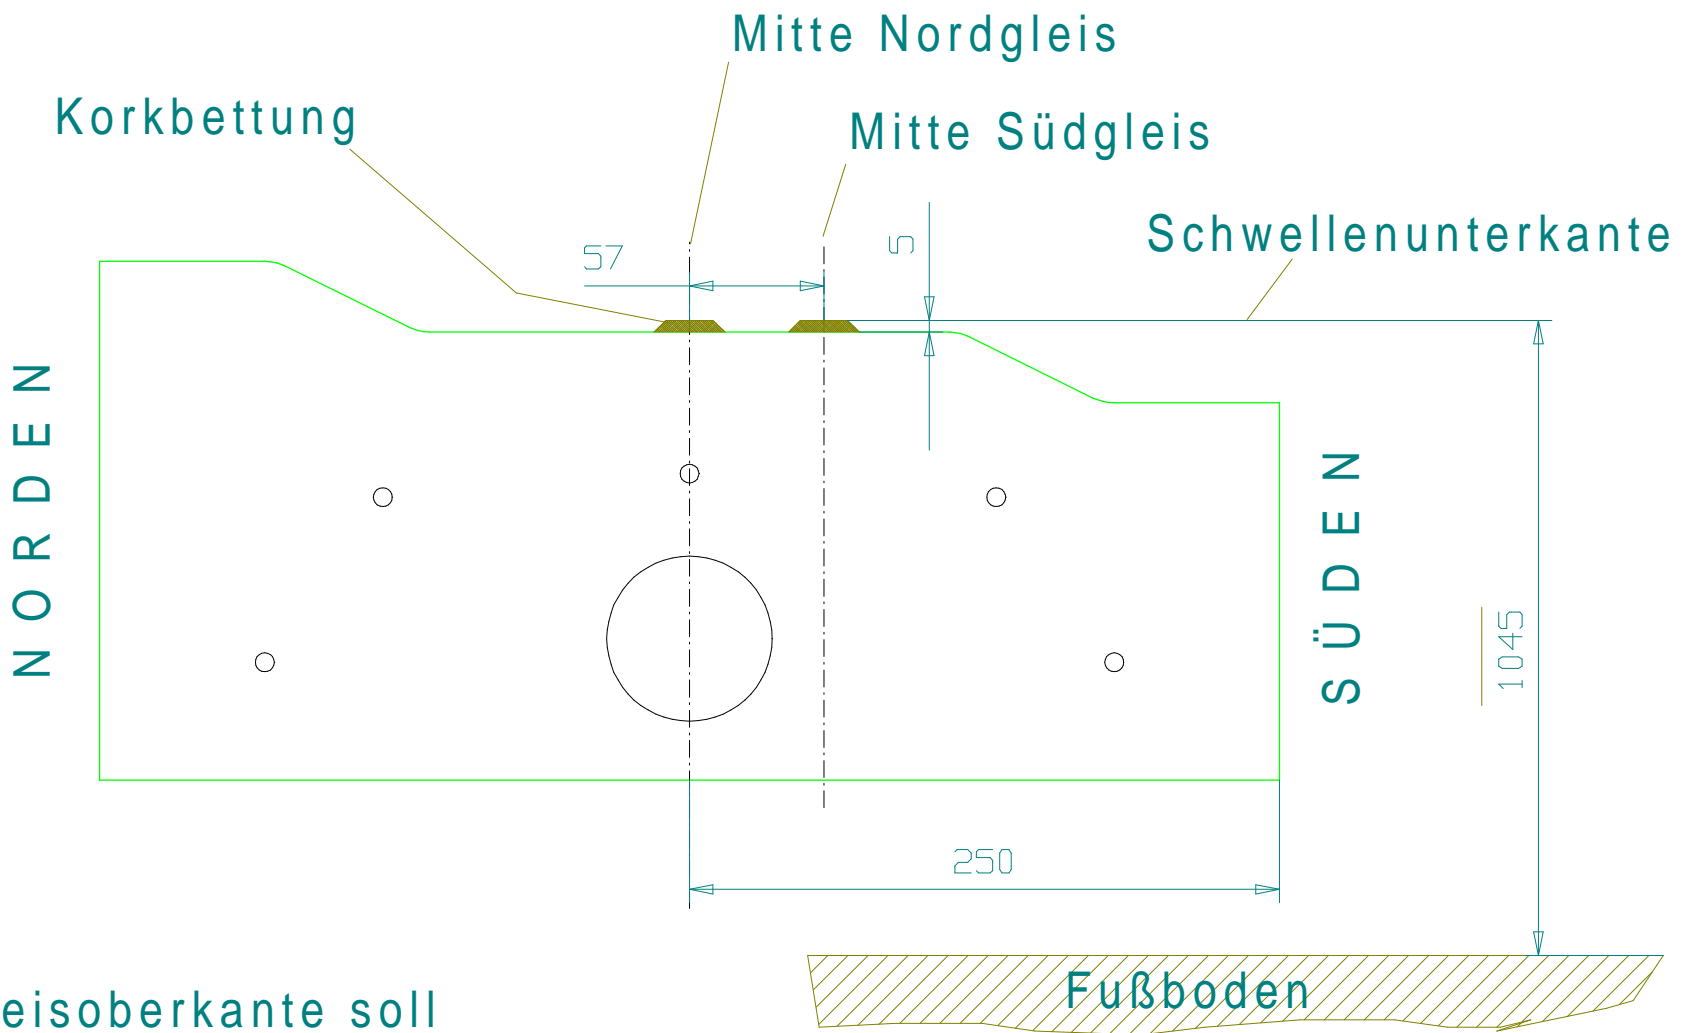 Mitte Nordgleis
Korkbettung
Mitte Südgleis
Schwellenunterkante
57
5
NORDEN
SÜDEN
1045
250
Fußboden
eisoberkante soll